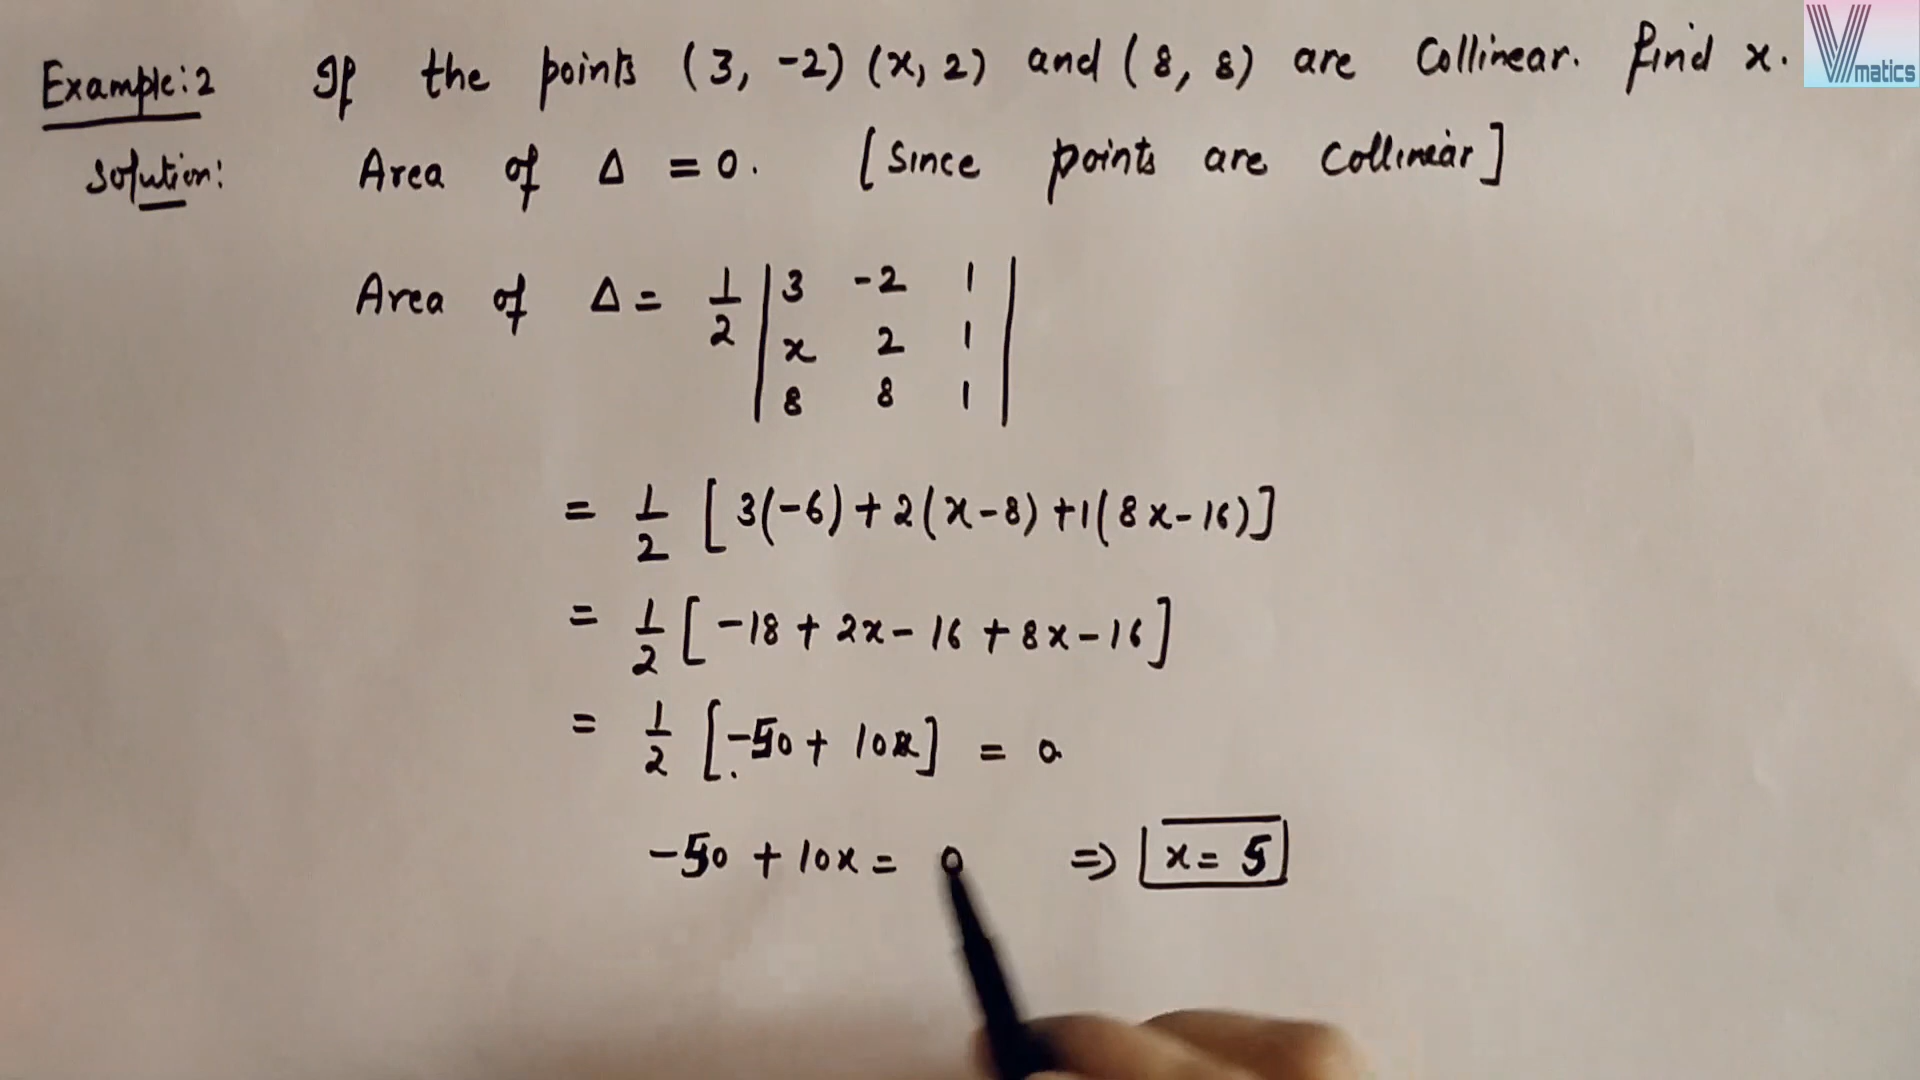 Example:2 If the points (3, -2) (x, 2) and (8, 8) are Collinear. find x.
Vmatics
Solution: Area of Δ = 0. [Since points are Collinear]
Area of Δ = 1/2 | 3 -2 1 |
| x 2 1 |
| 8 8 1 |
= 1/2 [3(-6) + 2(x-8) +1(8x-16)]
= 1/2 [-18 + 2x - 16 + 8x - 16]
= 1/2 [-50 + 10x] = 0
-50 + 10x = 0 ⇒ x = 5